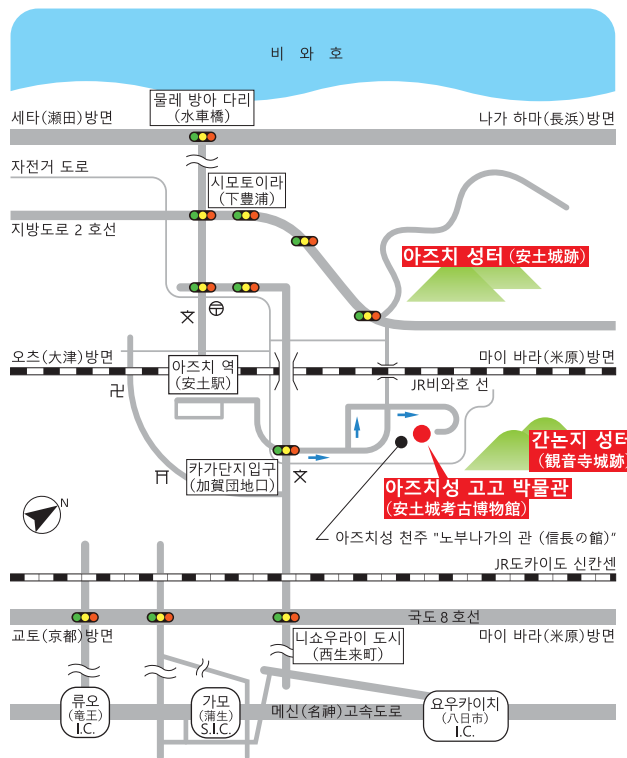 비 와 호
물레 방아 다리
(水車橋)
세타(瀬田)방면
나가 하마(長浜)방면
자전거 도로
시모토이라
(下豊浦)
지방도로 2 호선
아즈치 성터 (安土城跡)
文
오츠(大津)방면
아즈치 역
(安土駅)
마이 바라(米原)방면
JR비와호 선
卍
간논지 성터
(観音寺城跡)
카가단지입구
(加賀団地口)
文
아즈치성 고고 박물관
(安土城考古博物館)
N
아즈치성 천주 "노부나가의 관 (信長の館)"
JR도카이도 신칸센
국도 8 호선
교토(京都)방면
니쇼우라이 도시
(西生来町)
마이 바라(米原)방면
류오
(竜王)
I.C.
가모
(蒲生)
S.I.C.
메신(名神)고속도로
요우카이치
(八日市)
I.C.